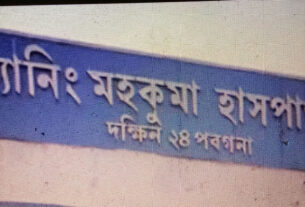 ্যানিং মহকুমা হাসপা
দক্ষিন ২৪ পরগনা